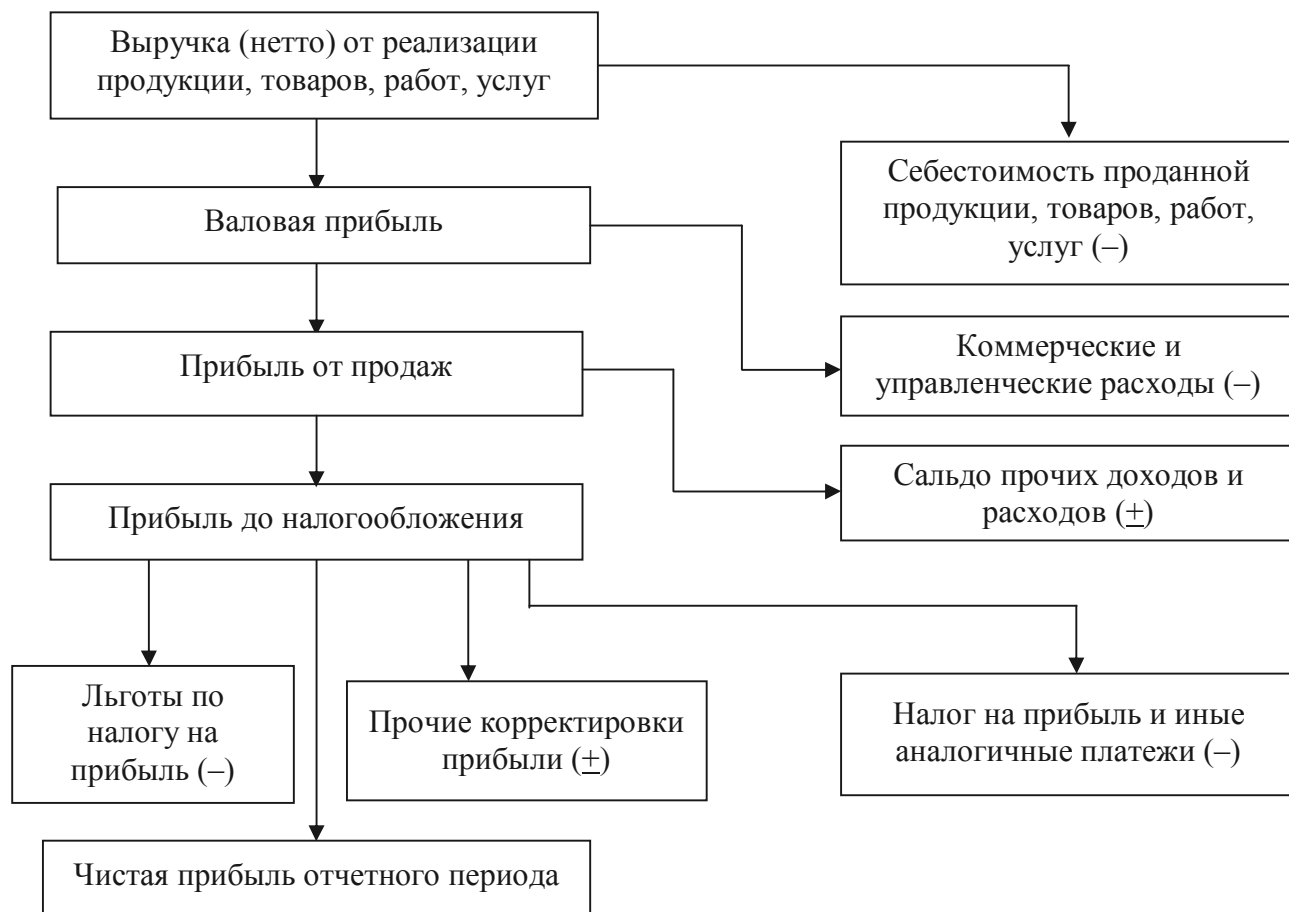 Выручка (нетто) от реализации
продукции, товаров, работ, услуг
Себестоимость проданной
продукции, товаров, работ,
услуг (–)
Валовая прибыль
Коммерческие и
управленческие расходы (–)
Прибыль от продаж
Сальдо прочих доходов и
расходов (±)
Прибыль до налогообложения
Льготы по
налогу на
прибыль (–)
Прочие корректировки
прибыли (±)
Налог на прибыль и иные
аналогичные платежи (–)
Чистая прибыль отчетного периода